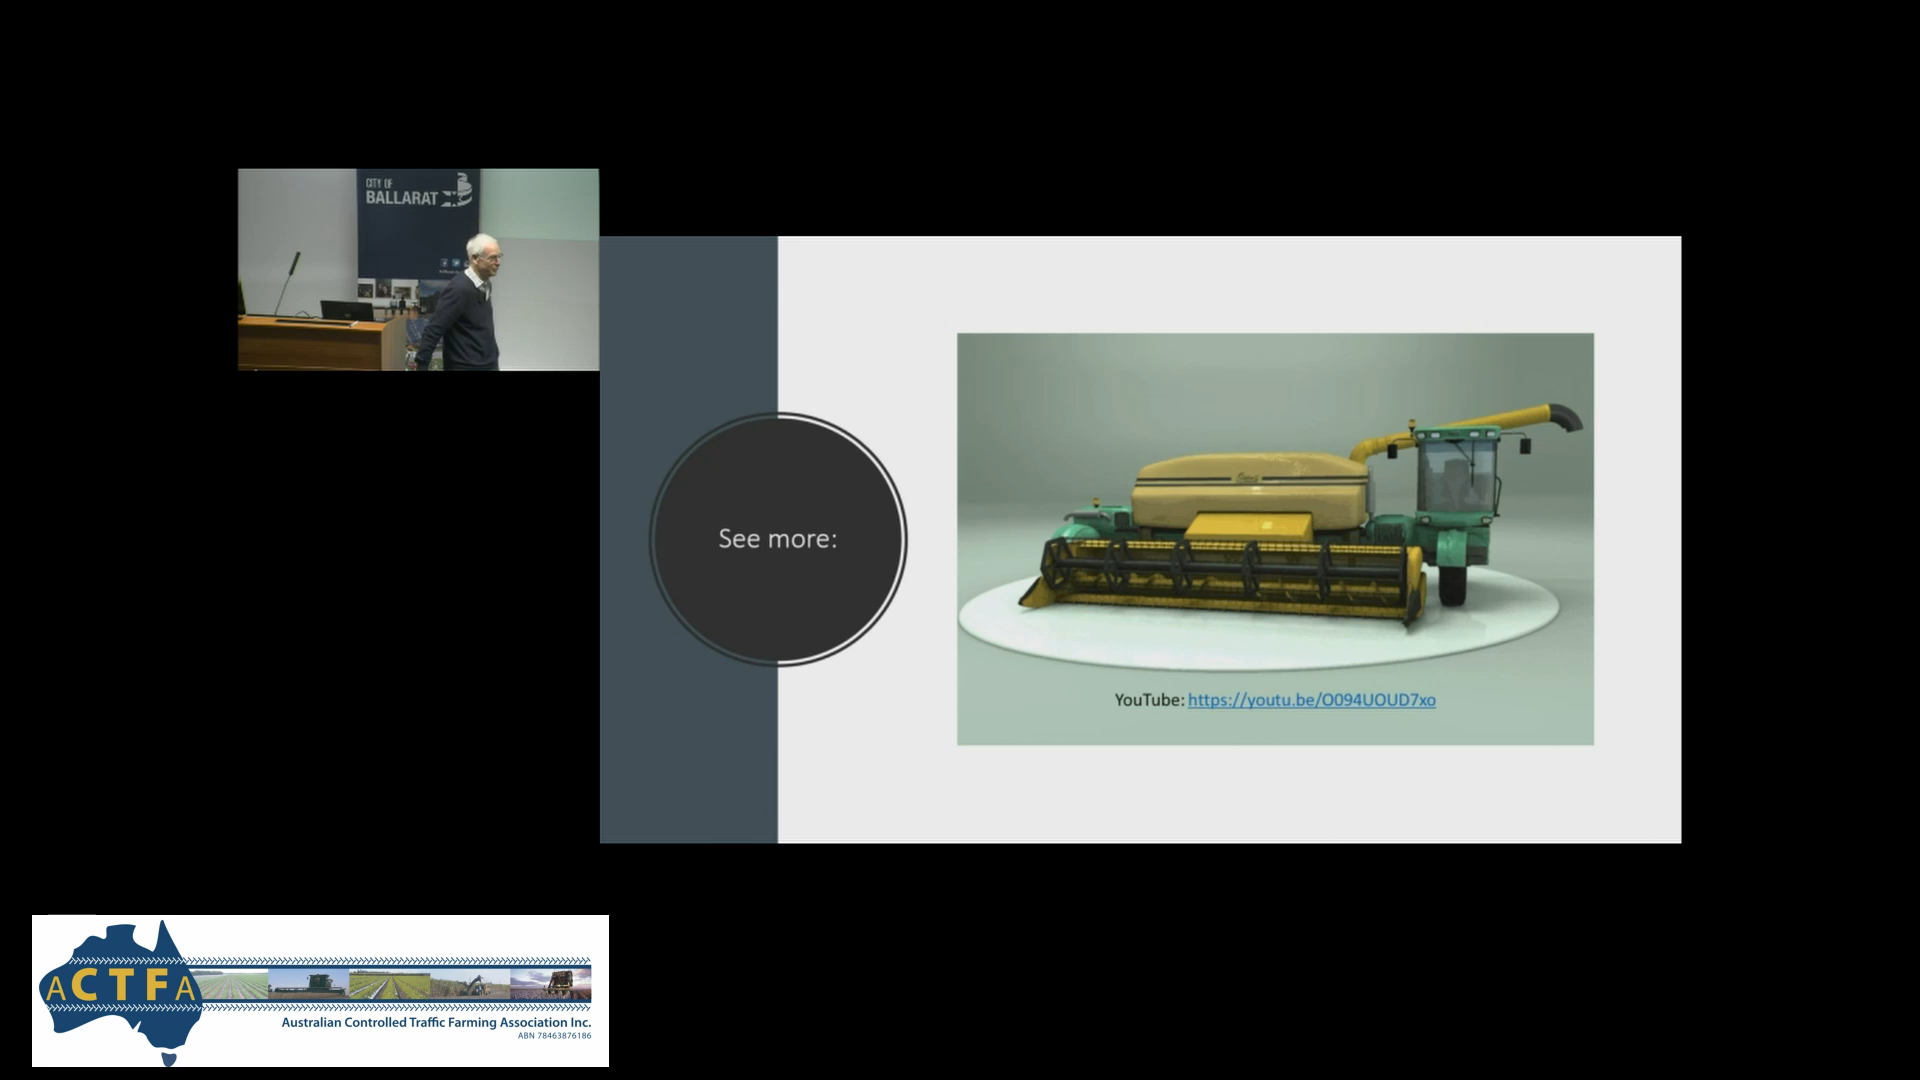 CITY OF
BALLARAT
See more:
YouTube: https://youtu.be/O094UOUD7xo
ACTFA
Australian Controlled Traffic Farming Association Inc.
ABN 78463876186